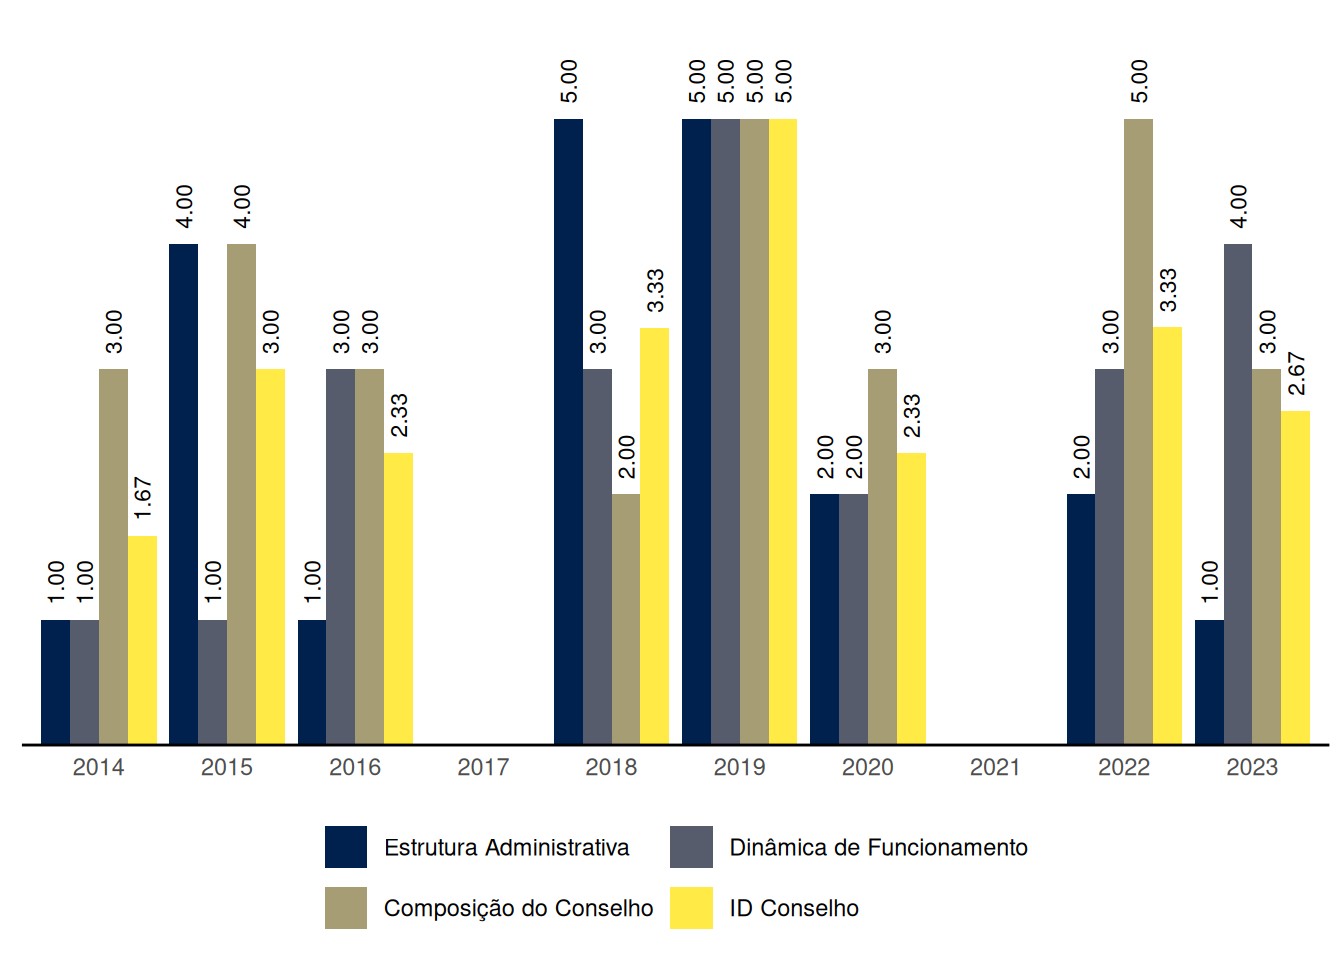 1.00 1.00 3.00 1.67 4.00 1.00 4.00 3.00 1.00 3.00 3.00 2.33 5.00 3.00 2.00 3.33 5.00 5.00 5.00 5.00 2.00 2.00 3.00 2.33 2.00 3.00 5.00 3.33 1.00 4.00 3.00 2.67
2014 2015 2016 2017 2018 2019 2020 2021 2022 2023
Estrutura Administrativa Dinâmica de Funcionamento
Composição do Conselho ID Conselho